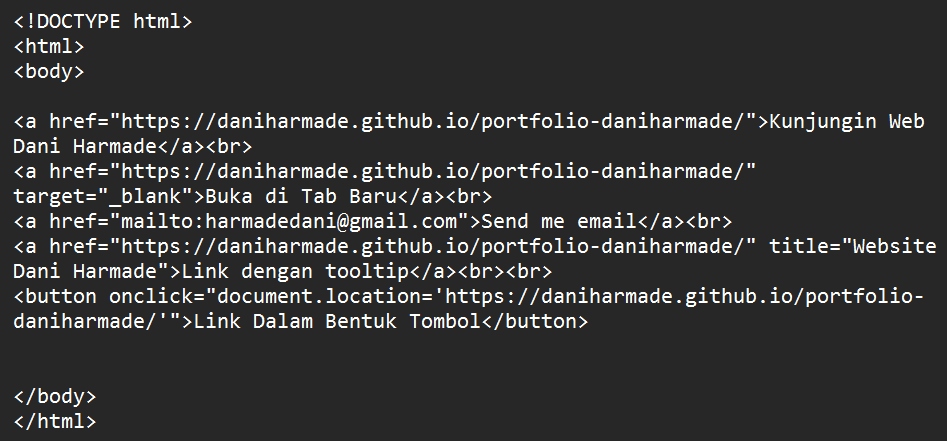 <!DOCTYPE html>
<html>
<body>

<a href="https://daniharmade.github.io/portfolio-daniharmade/">Kunjungin Web
Dani Harmade</a><br>
<a href="https://daniharmade.github.io/portfolio-daniharmade/"
target="_blank">Buka di Tab Baru</a><br>
<a href="mailto:harmadedani@gmail.com">Send me email</a><br>
<a href="https://daniharmade.github.io/portfolio-daniharmade/" title="Website
Dani Harmade">Link dengan tooltip</a><br><br>
<button onclick="document.location='https://daniharmade.github.io/portfolio-
daniharmade/'">Link Dalam Bentuk Tombol</button>

</body>
</html>